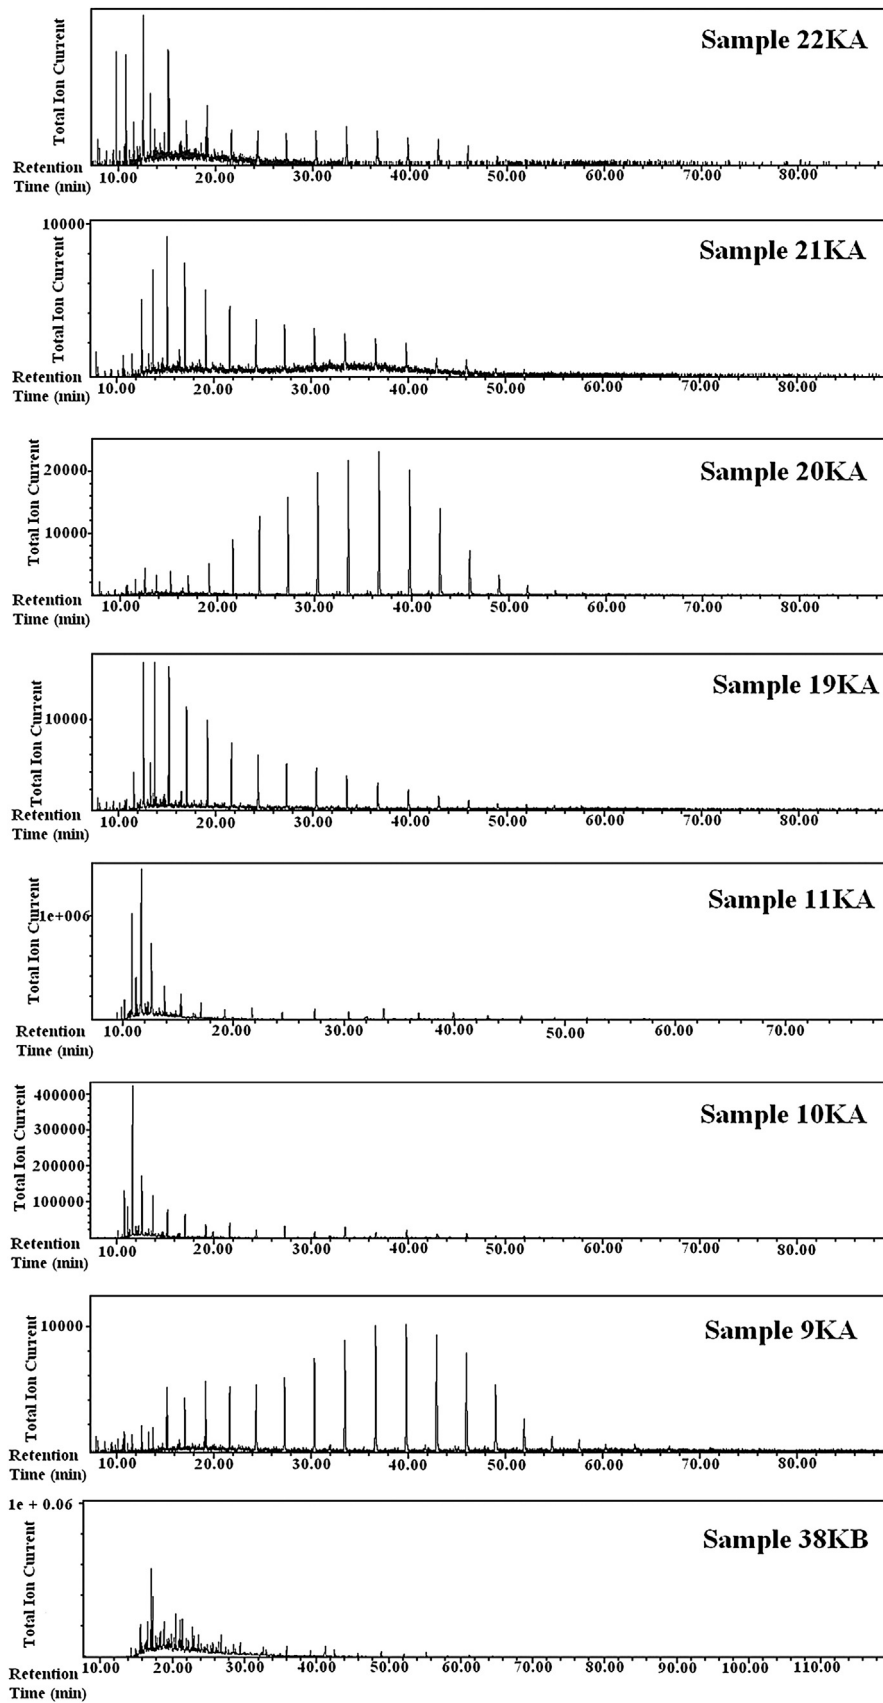 Total Ion Current
Sample 22KA
Retention
Time (min)
10.00 20.00 30.00 40.00 50.00 60.00 70.00 80.00
10000
Total Ion Current
Sample 21KA
Retention
Time (min)
10.00 20.00 30.00 40.00 50.00 60.00 70.00 80.00
Total Ion Current
20000
10000
Sample 20KA
Retention
Time (min)
10.00 20.00 30.00 40.00 50.00 60.00 70.00 80.00
Total Ion Current
10000
Sample 19KA
Retention
Time (min)
10.00 20.00 30.00 40.00 50.00 60.00 70.00 80.00
Total Ion Current
1e+006
Sample 11KA
Retention
Time (min)
10.00 20.00 30.00 40.00 50.00 60.00 70.00
Total Ion Current
400000
300000
200000
100000
Sample 10KA
Retention
Time (min)
10.00 20.00 30.00 40.00 50.00 60.00 70.00 80.00
Total Ion Current
10000
Sample 9KA
Retention
Time (min)
10.00 20.00 30.00 40.00 50.00 60.00 70.00 80.00
1e + 0.06
Total Ion Current
Sample 38KB
Retention
Time (min)
10.00 20.00 30.00 40.00 50.00 60.00 70.00 80.00 90.00 100.00 110.00